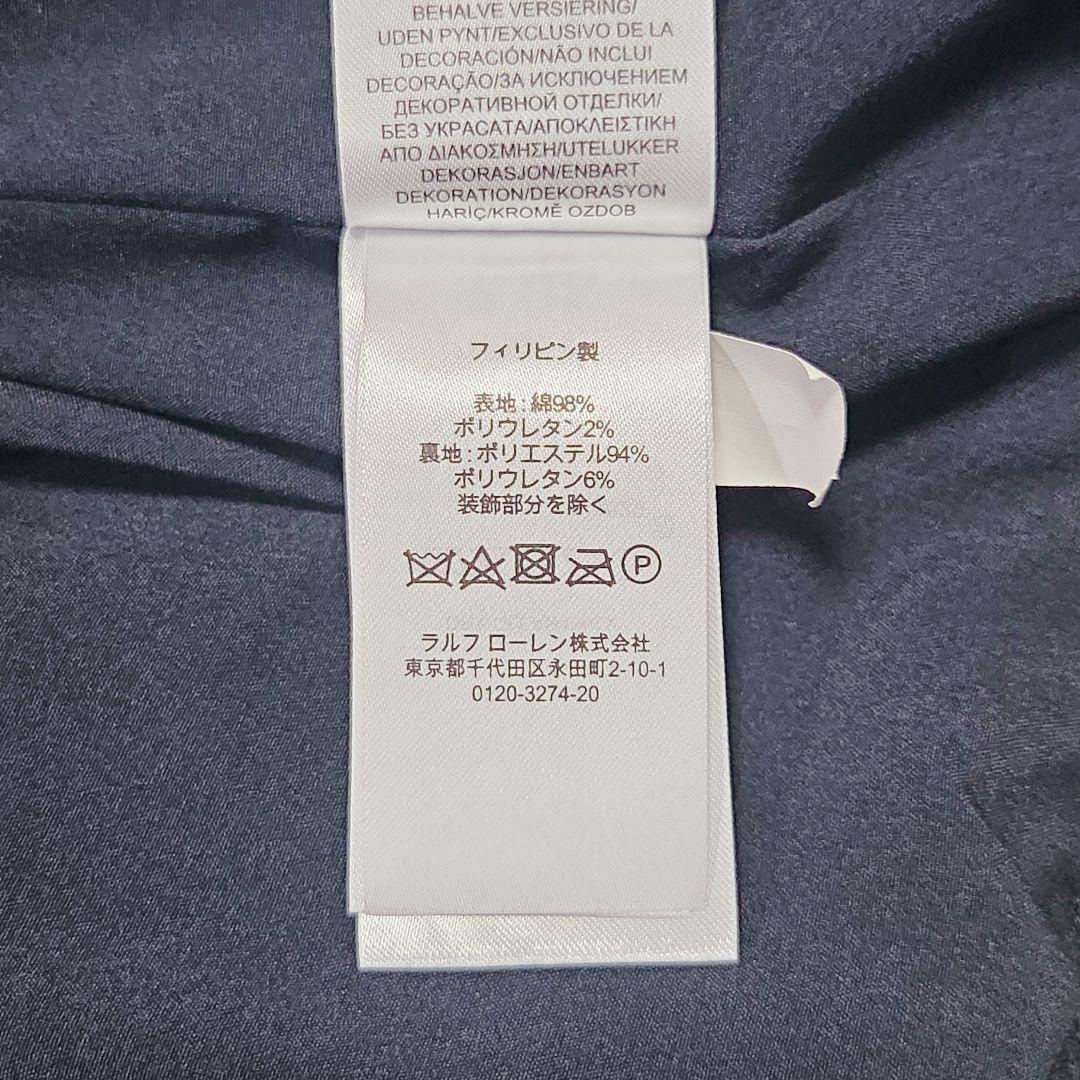 BEHALVE VERSIERING/
UDEN PYNT/EXCLUSIVO DE LA
DECORACIÓN/NÃO INCLUI
DECORAÇÃO/ЗА ИСКЛЮЧЕНИЕМ
ДЕКОРАТИВНОЙ ОТДЕЛКИ/
БЕЗ УКРАСАТА/ΑΠΟΚΛΕΙΣΤΙΚΗ
ΑΠΟ ΔΙΑΚΟΣΜΗΣΗ/UTELUKKER
DEKORASJON/ENBART
DEKORATION/DEKORASYON
HARİÇ/KROMĚ OZDOB
フィリピン製
表地:綿98%
ポリウレタン2%
裏地:ポリエステル94%
ポリウレタン6%
装飾部分を除く
P
ラルフ ローレン株式会社
東京都千代田区永田町2-10-1
0120-3274-20